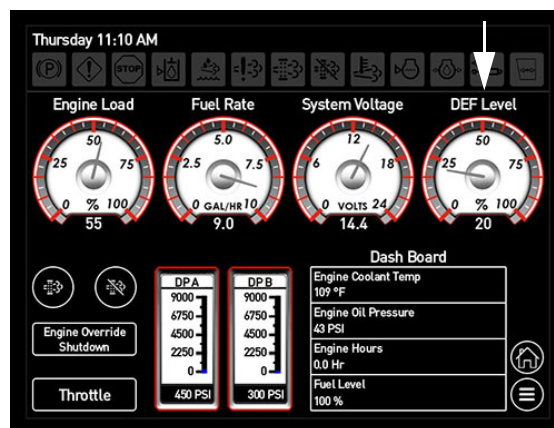 Thursday 11:10 AM
(P) STOP
Engine Load Fuel Rate System Voltage DEF Level
50 5.0 12 50
25 75 2.5 7.5 6 18 25 75
0 % 100 0 GAL/HR 10 0 VOLTS 24 0 % 100
55 9.0 14.4 20
Dash Board
Engine Coolant Temp
109 °F
Engine Oil Pressure
43 PSI
Engine Hours
0.0 Hr
Fuel Level
100 %
DP A DP B
9000 9000
6750 6750
4500 4500
2250 2250
0 0
450 PSI 300 PSI
Engine Override
Shutdown
Throttle